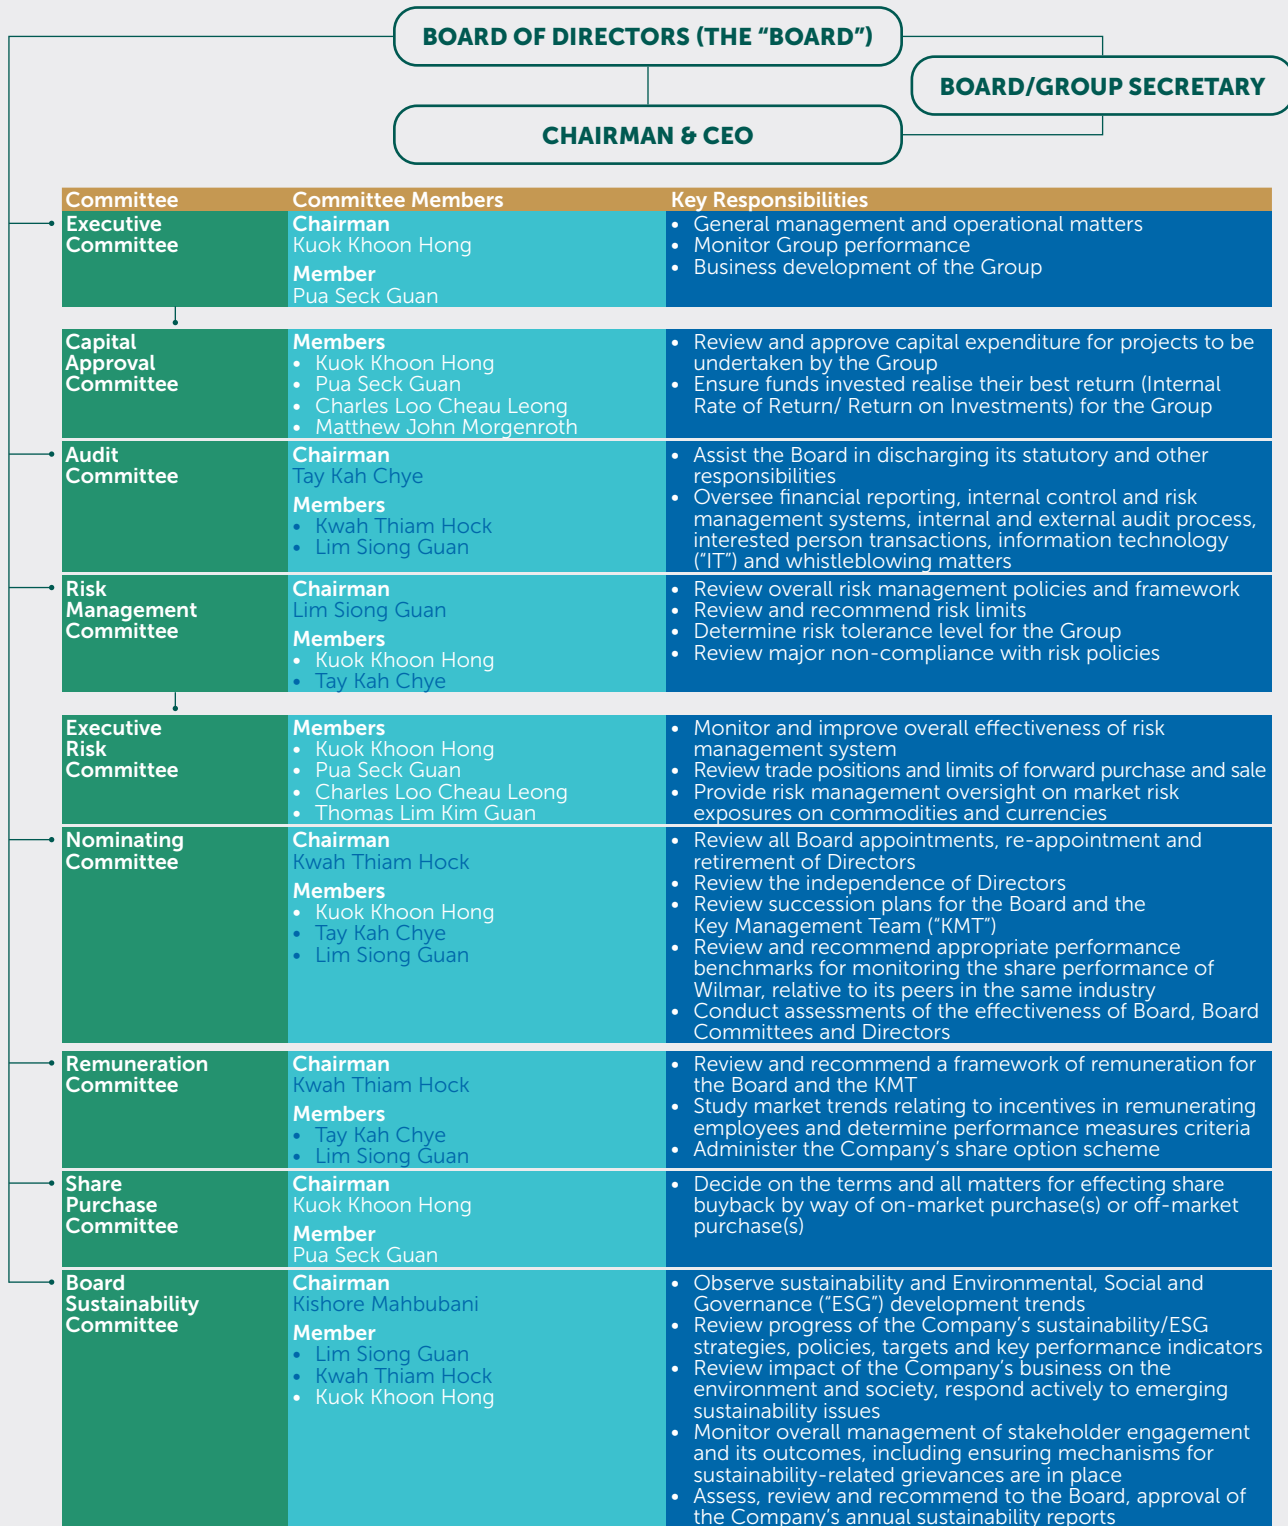 BOARD OF DIRECTORS (THE “BOARD”)
BOARD/GROUP SECRETARY
CHAIRMAN & CEO
Committee
Committee Members
Key Responsibilities
Executive
Committee
Chairman
Kuok Khoon Hong
Member
Pua Seck Guan
• General management and operational matters
• Monitor Group performance
• Business development of the Group
Capital
Approval
Committee
Members
• Kuok Khoon Hong
• Pua Seck Guan
• Charles Loo Cheau Leong
• Matthew John Morgenroth
• Review and approve capital expenditure for projects to be
undertaken by the Group
• Ensure funds invested realise their best return (Internal
Rate of Return/ Return on Investments) for the Group
Audit
Committee
Chairman
Tay Kah Chye
Members
• Kwah Thiam Hock
• Lim Siong Guan
• Assist the Board in discharging its statutory and other
responsibilities
• Oversee financial reporting, internal control and risk
management systems, internal and external audit process,
interested person transactions, information technology
(“IT”) and whistleblowing matters
Risk
Management
Committee
Chairman
Lim Siong Guan
Members
• Kuok Khoon Hong
• Tay Kah Chye
• Review overall risk management policies and framework
• Review and recommend risk limits
• Determine risk tolerance level for the Group
• Review major non-compliance with risk policies
Executive
Risk
Committee
Members
• Kuok Khoon Hong
• Pua Seck Guan
• Charles Loo Cheau Leong
• Thomas Lim Kim Guan
• Monitor and improve overall effectiveness of risk
management system
• Review trade positions and limits of forward purchase and sale
• Provide risk management oversight on market risk
exposures on commodities and currencies
Nominating
Committee
Chairman
Kwah Thiam Hock
Members
• Kuok Khoon Hong
• Tay Kah Chye
• Lim Siong Guan
• Review all Board appointments, re-appointment and
retirement of Directors
• Review the independence of Directors
• Review succession plans for the Board and the
Key Management Team (“KMT”)
• Review and recommend appropriate performance
benchmarks for monitoring the share performance of
Wilmar, relative to its peers in the same industry
• Conduct assessments of the effectiveness of Board, Board
Committees and Directors
Remuneration
Committee
Chairman
Kwah Thiam Hock
Members
• Tay Kah Chye
• Lim Siong Guan
• Review and recommend a framework of remuneration for
the Board and the KMT
• Study market trends relating to incentives in remunerating
employees and determine performance measures criteria
• Administer the Company’s share option scheme
Share
Purchase
Committee
Chairman
Kuok Khoon Hong
Member
Pua Seck Guan
• Decide on the terms and all matters for effecting share
buyback by way of on-market purchase(s) or off-market
purchase(s)
Board
Sustainability
Committee
Chairman
Kishore Mahbubani
Member
• Lim Siong Guan
• Kwah Thiam Hock
• Kuok Khoon Hong
• Observe sustainability and Environmental, Social and
Governance (“ESG”) development trends
• Review progress of the Company’s sustainability/ESG
strategies, policies, targets and key performance indicators
• Review impact of the Company’s business on the
environment and society, respond actively to emerging
sustainability issues
• Monitor overall management of stakeholder engagement
and its outcomes, including ensuring mechanisms for
sustainability-related grievances are in place
• Assess, review and recommend to the Board, approval of
the Company’s annual sustainability reports